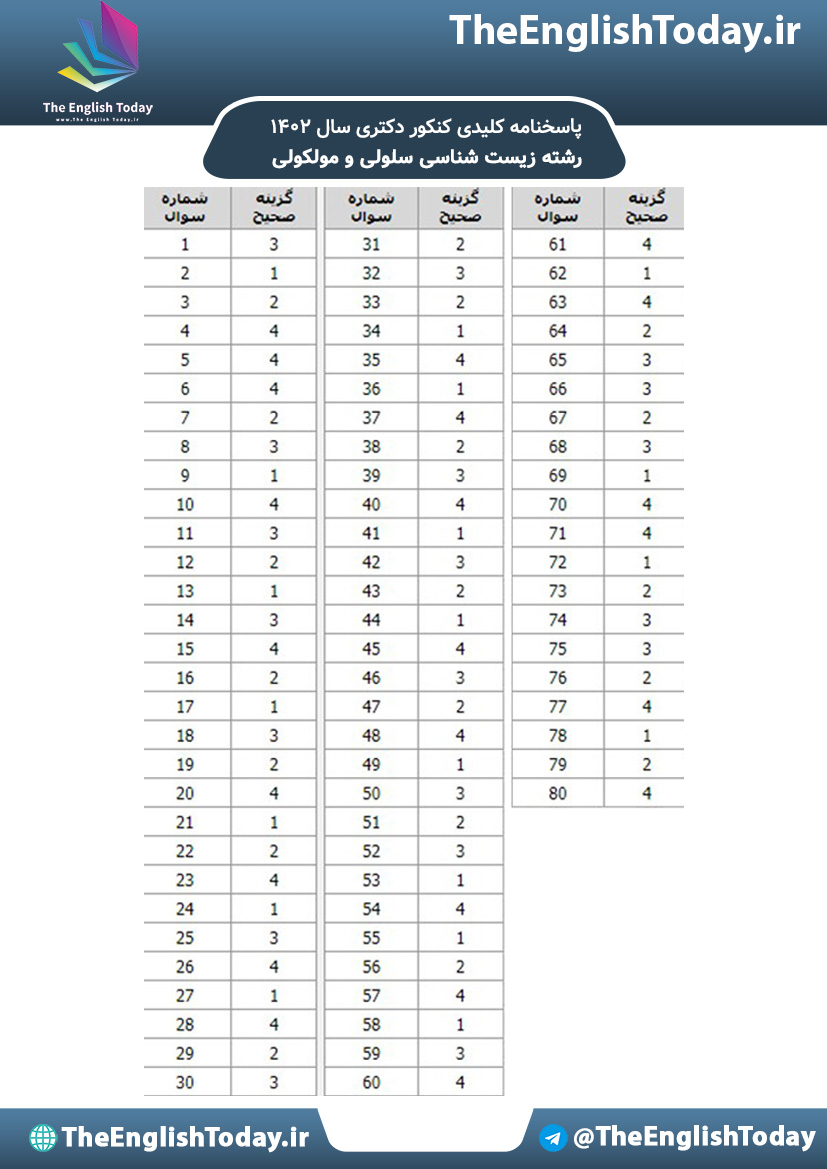 TheEnglishToday.ir
The English Today
www.The English Today.ir
پاسخنامه کلیدی کنکور دکتری سال ۱۴۰۲
رشته زیست شناسی سلولی و مولکولی
شماره سوال گزینه صحیح شماره سوال گزینه صحیح شماره سوال گزینه صحیح
1 3 31 2 61 4
2 1 32 3 62 1
3 2 33 2 63 4
4 4 34 1 64 2
5 4 35 4 65 3
6 4 36 1 66 3
7 2 37 4 67 2
8 3 38 2 68 3
9 1 39 3 69 1
10 4 40 4 70 4
11 3 41 1 71 4
12 2 42 3 72 1
13 1 43 2 73 2
14 3 44 1 74 3
15 4 45 4 75 3
16 2 46 3 76 2
17 1 47 2 77 4
18 3 48 4 78 1
19 2 49 1 79 2
20 4 50 3 80 4
21 1 51 2
22 2 52 3
23 4 53 1
24 1 54 4
25 3 55 1
26 4 56 2
27 1 57 4
28 4 58 1
29 2 59 3
30 3 60 4
TheEnglishToday.ir
@TheEnglishToday